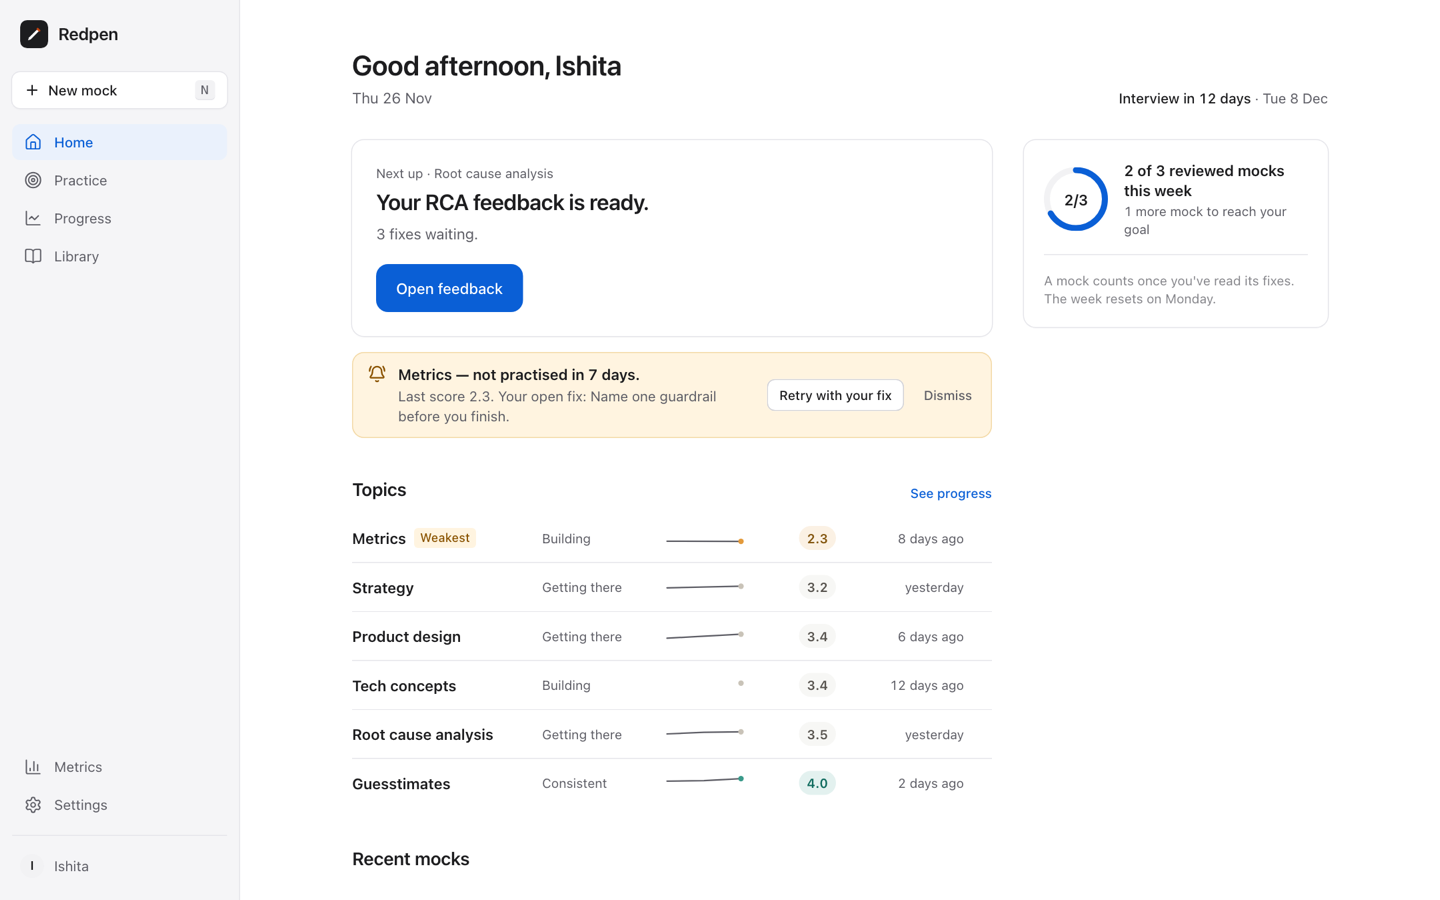 Redpen
New mock N
Home
Practice
Progress
Library
Metrics
Settings
I Ishita
Good afternoon, Ishita
Thu 26 Nov
Interview in 12 days · Tue 8 Dec
Next up · Root cause analysis
Your RCA feedback is ready.
3 fixes waiting.
Open feedback
2/3
2 of 3 reviewed mocks
this week
1 more mock to reach your
goal
A mock counts once you've read its fixes.
The week resets on Monday.
Metrics — not practised in 7 days.
Last score 2.3. Your open fix: Name one guardrail
before you finish.
Retry with your fix
Dismiss
Topics
See progress
Metrics Weakest Building 2.3 8 days ago
Strategy Getting there 3.2 yesterday
Product design Getting there 3.4 6 days ago
Tech concepts Building 3.4 12 days ago
Root cause analysis Getting there 3.5 yesterday
Guesstimates Consistent 4.0 2 days ago
Recent mocks